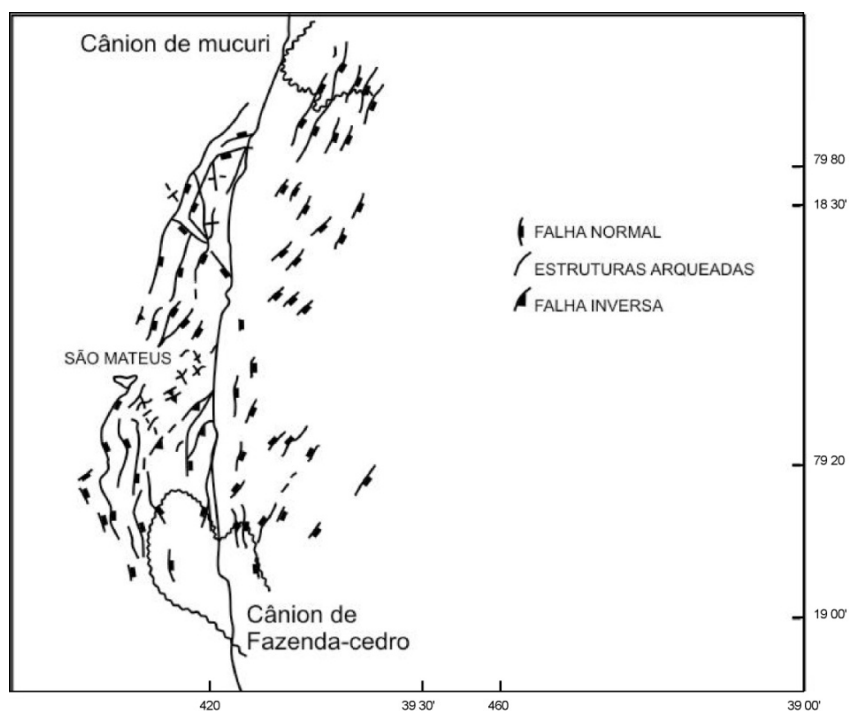 Cânion de mucuri
79 80
18 30'
FALHA NORMAL
ESTRUTURAS ARQUEADAS
FALHA INVERSA
SÃO MATEUS
79 20
19 00'
Cânion de
Fazenda-cedro
420
39 30'
460
39 00'